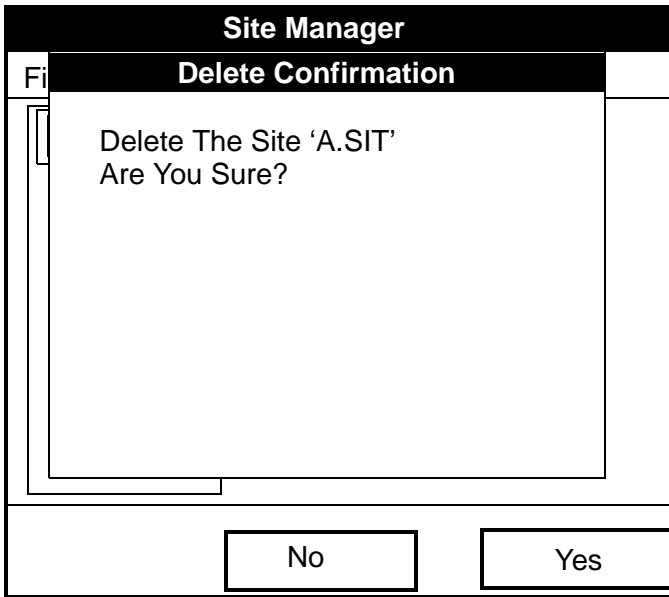 Site Manager
Fi
Delete Confirmation
Delete The Site ‘A.SIT’
Are You Sure?
No
Yes